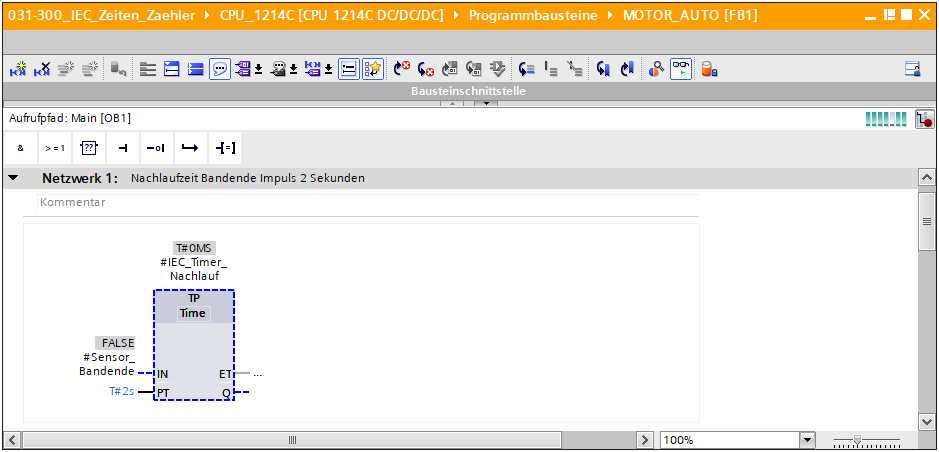 031-300_IEC_Zeiten_Zaehler ▸ CPU_1214C [CPU 1214C DC/DC/DC] ▸ Programmbausteine ▸ MOTOR_AUTO [FB1]
Bausteinschnittstelle
Aufrufpfad: Main [OB1]
& >=1 ??
Netzwerk 1: Nachlaufzeit Bandende Impuls 2 Sekunden
Kommentar
T#0MS
#IEC_Timer_
Nachlauf
TP
Time
FALSE
#Sensor_
Bandende IN ET ...
T#2s PT Q
100%